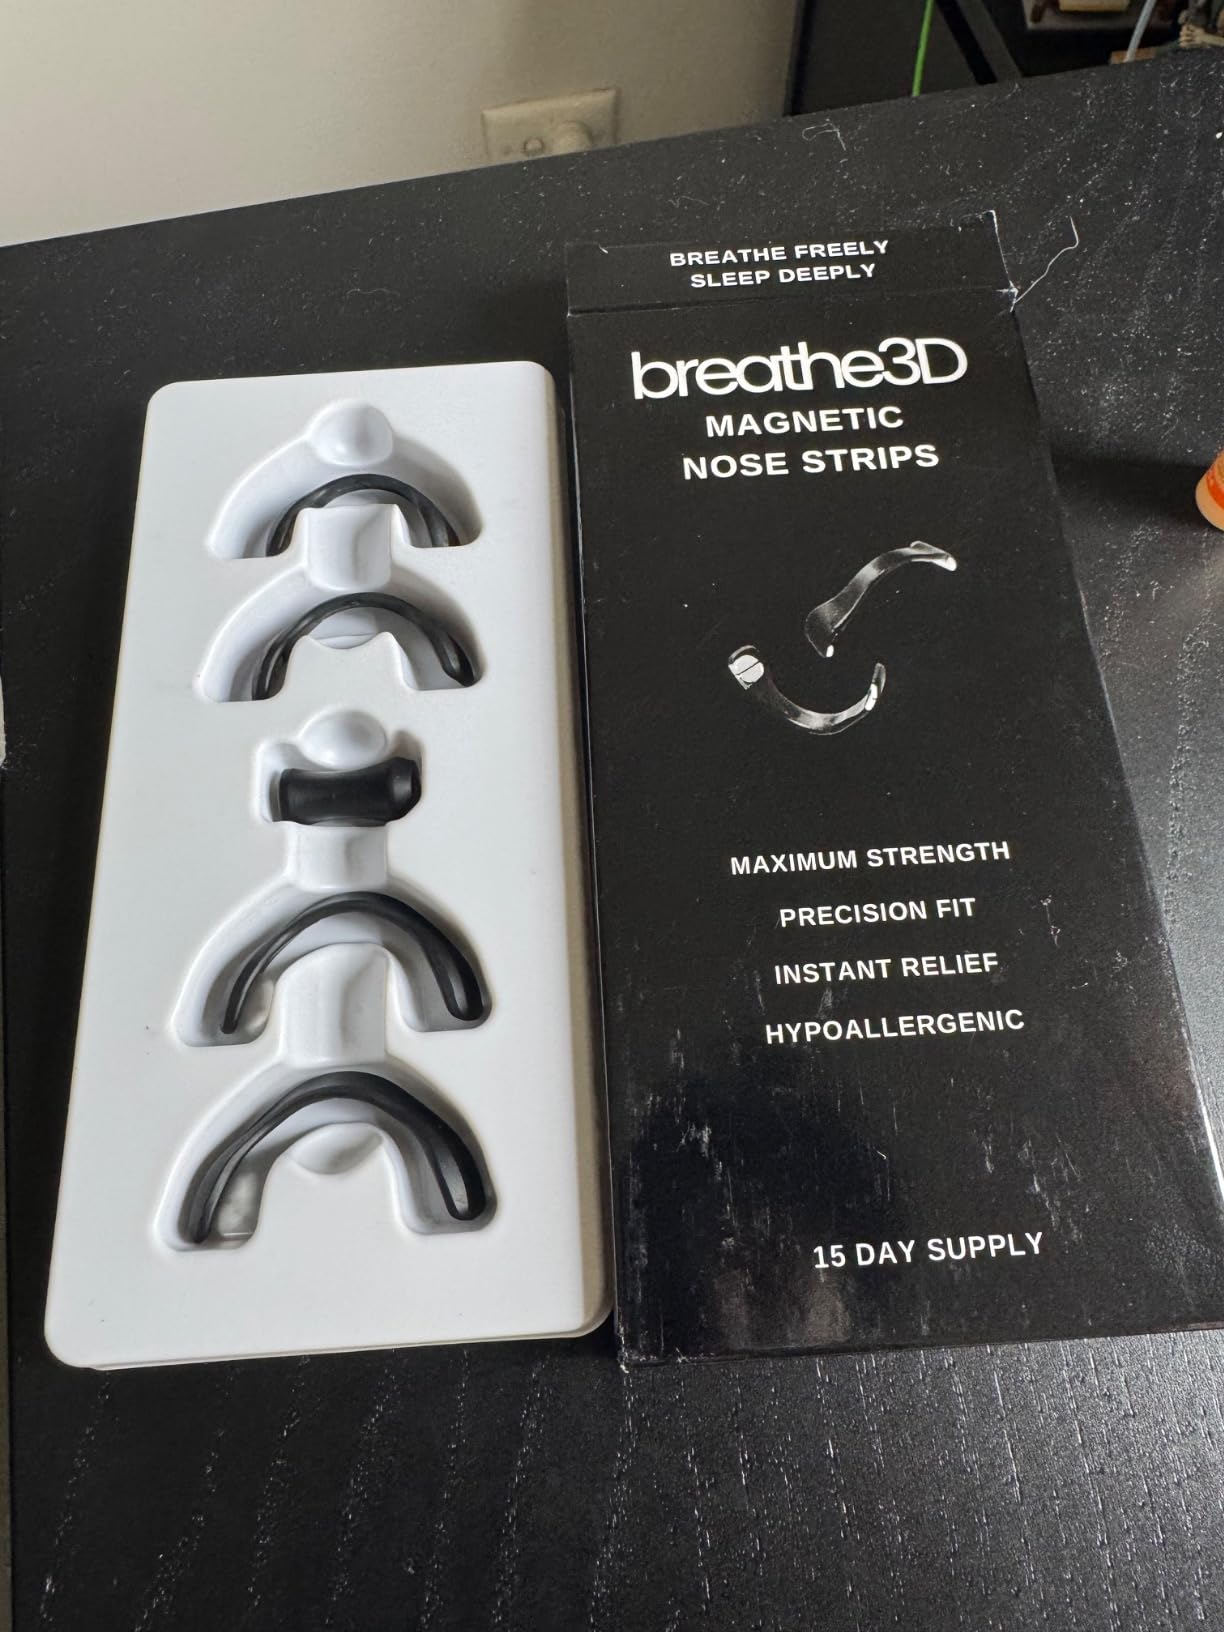 BREATHE FREELY
SLEEP DEEPLY
breathe3D
MAGNETIC
NOSE STRIPS
MAXIMUM STRENGTH
PRECISION FIT
INSTANT RELIEF
HYPOALLERGENIC
15 DAY SUPPLY